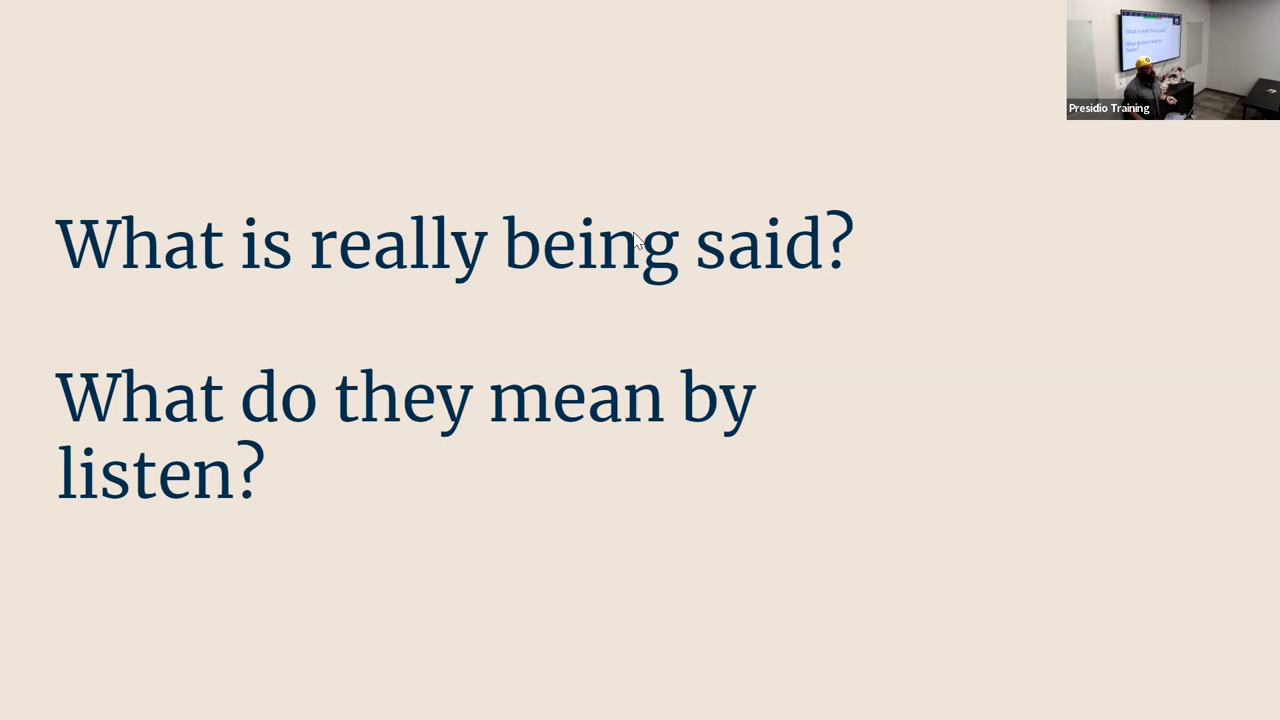 What is really being said?
What do they mean by
listen?
Presidio Training